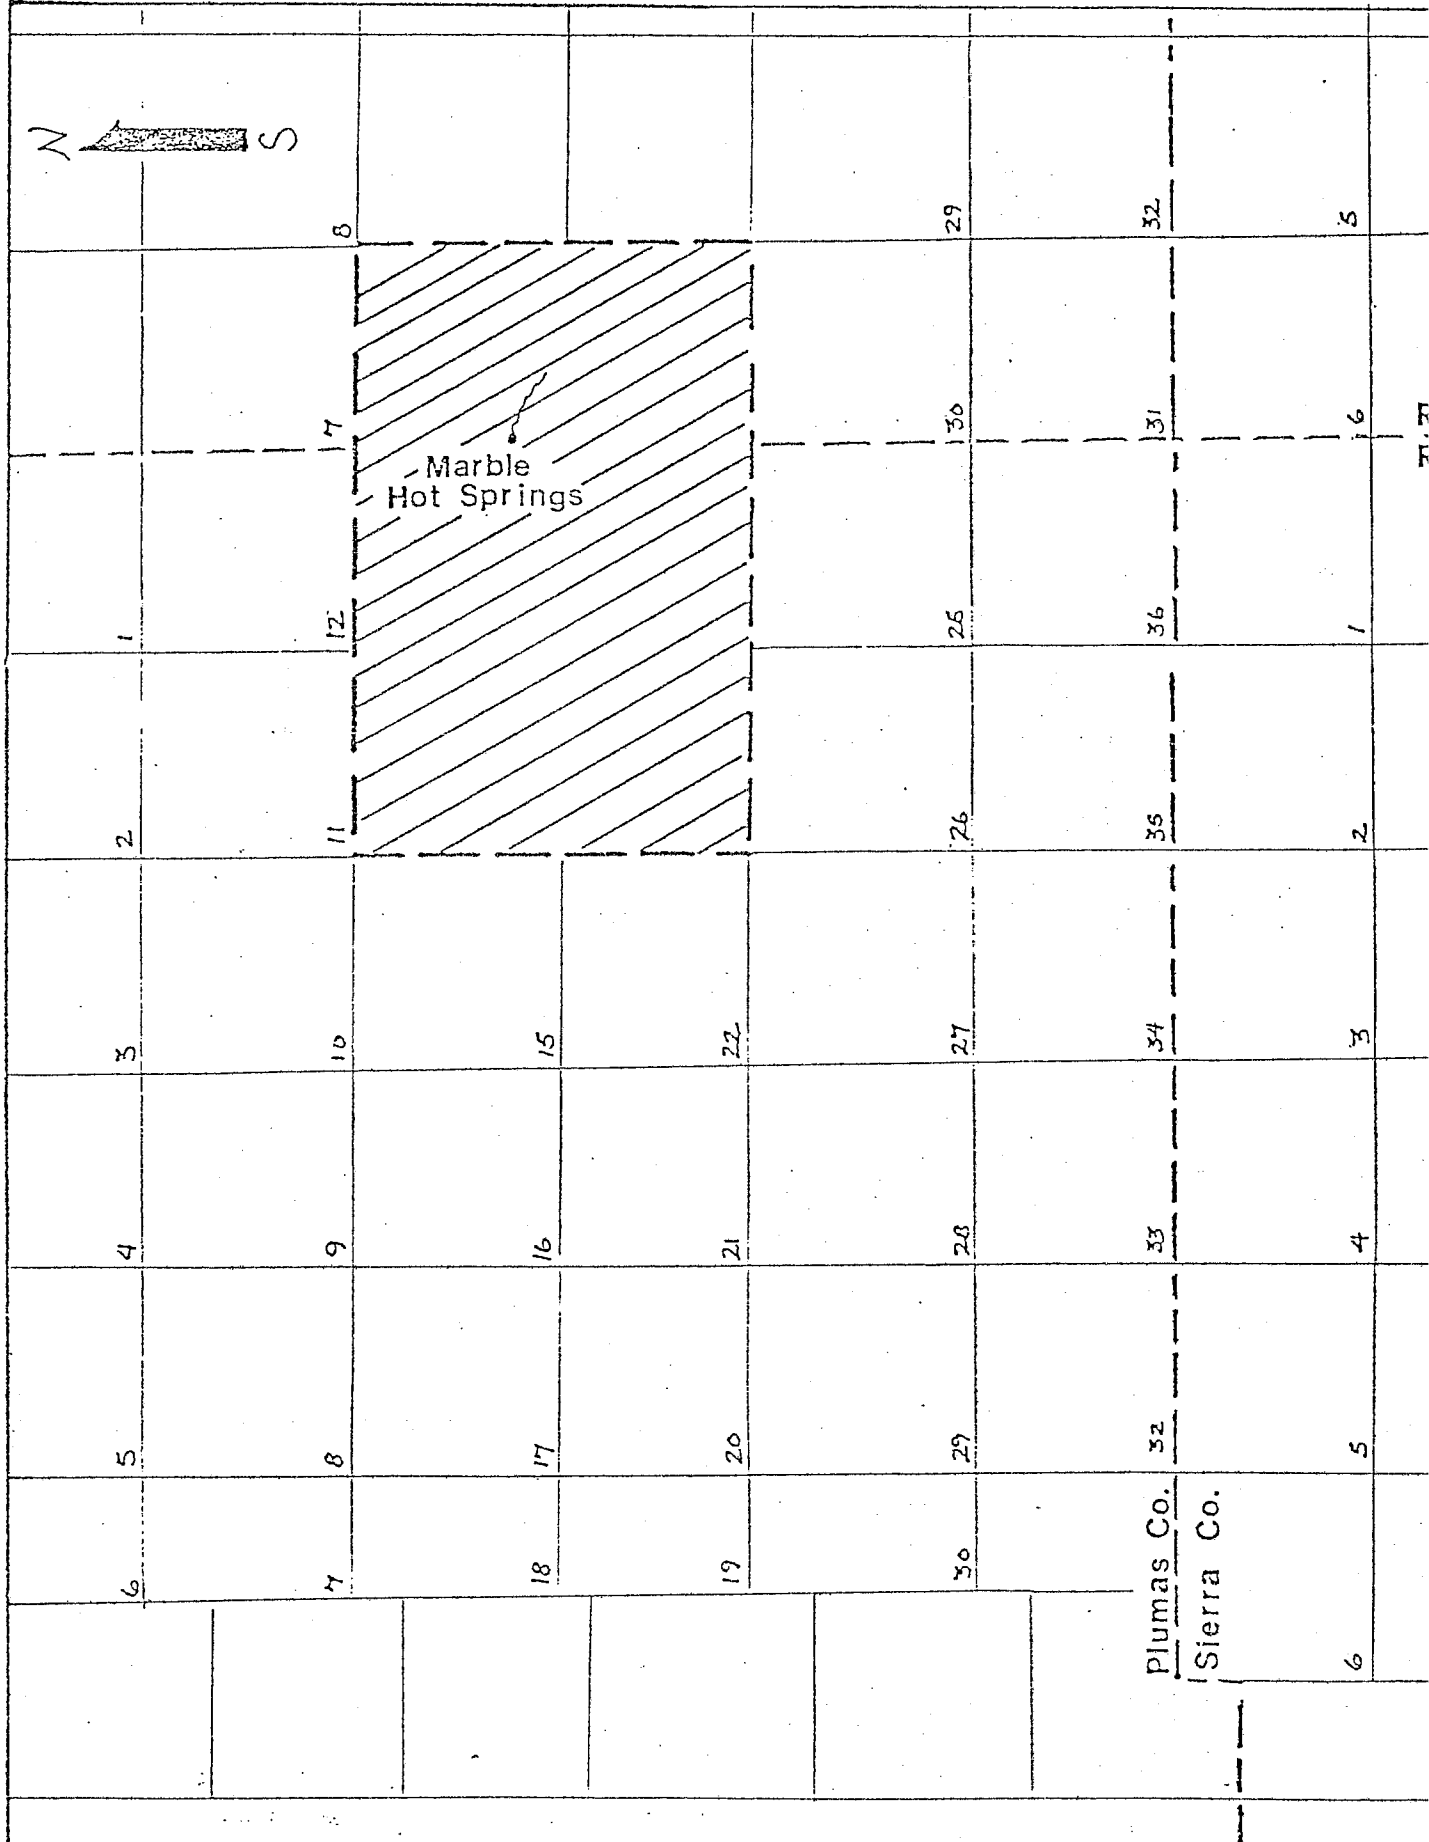 N
S
6 5 4 3 2 1
7 8 9 10 11 12 7 8
Marble
Hot Springs
18 17 16 15
19 20 21 22
30 29 28 27 26 25 30 29
Plumas Co. 32 33 34 35 36 31 32
Sierra Co.
6 5 4 3 2 1 6 5